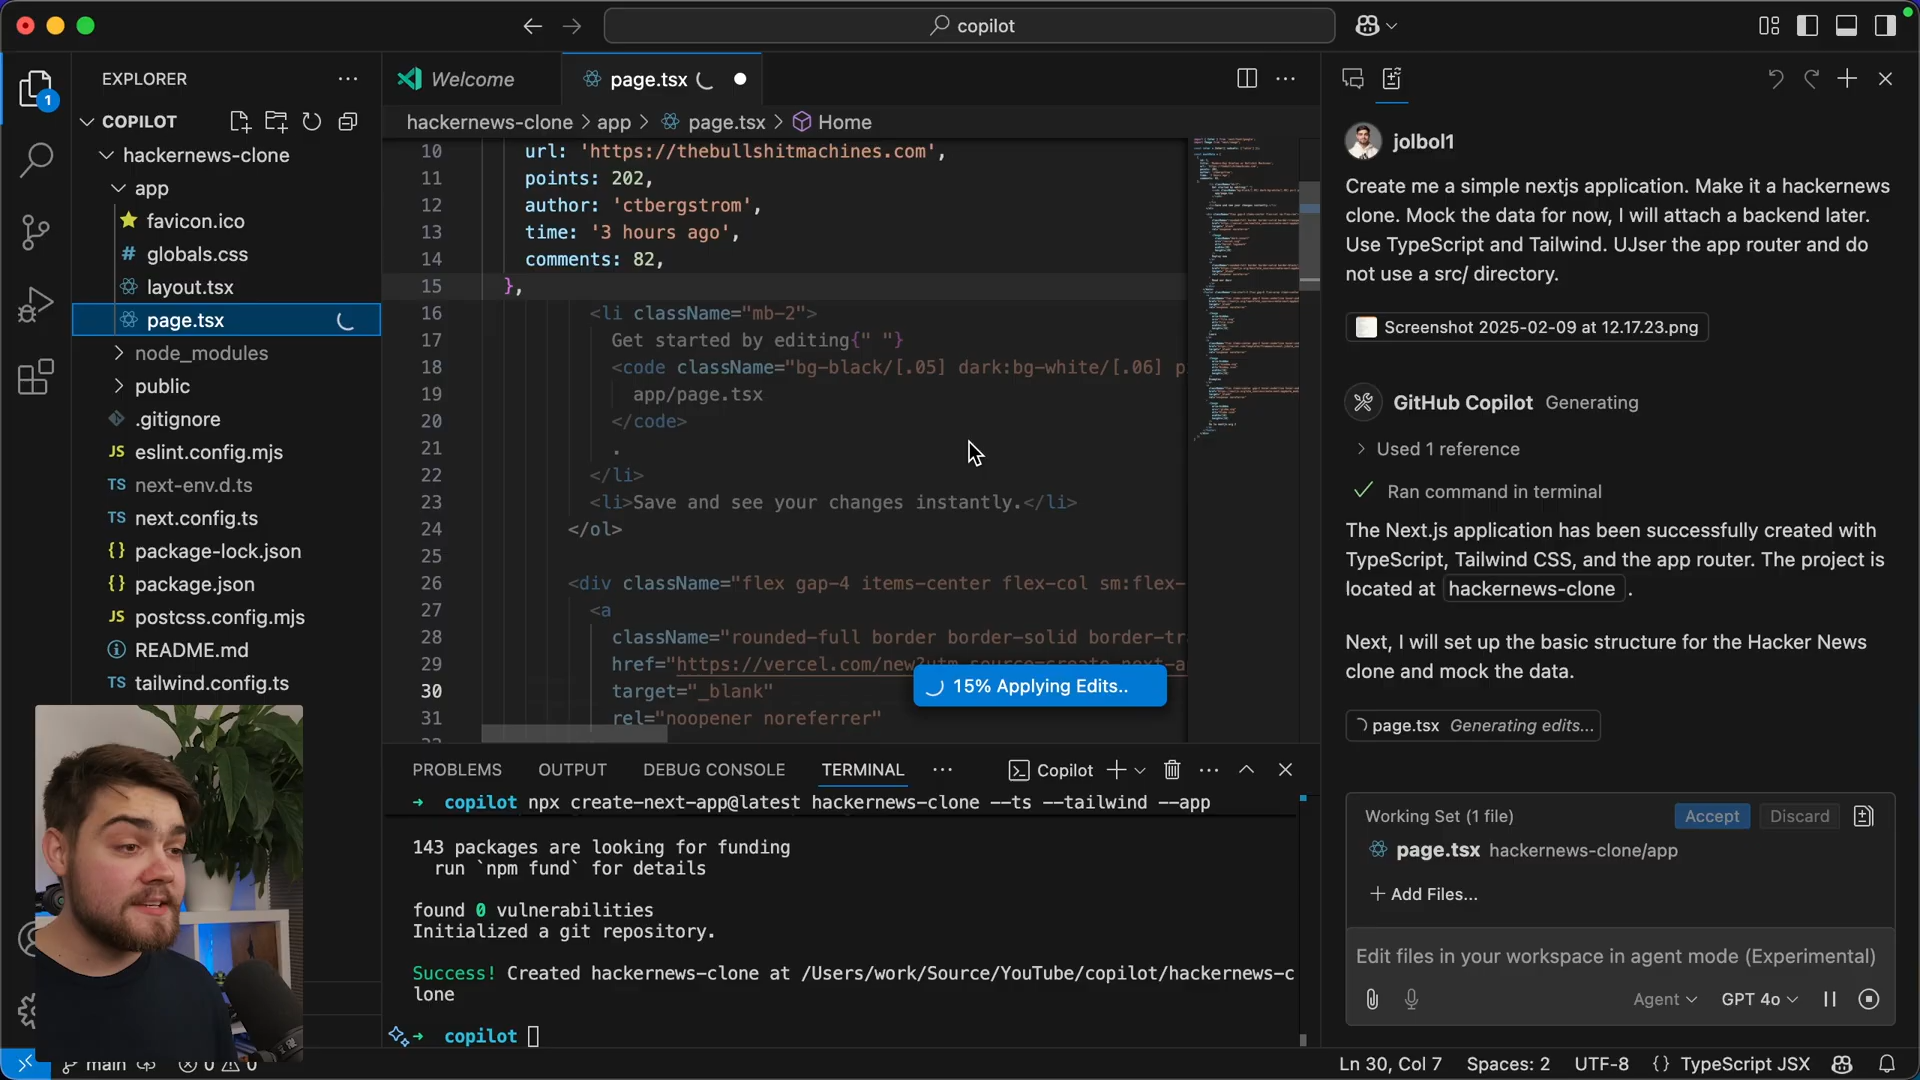 copilot
EXPLORER
1
COPILOT
hackernews-clone
app
favicon.ico
# globals.css
layout.tsx
page.tsx
node_modules
public
.gitignore
JS eslint.config.mjs
TS next-env.d.ts
TS next.config.ts
{} package-lock.json
{} package.json
JS postcss.config.mjs
README.md
TS tailwind.config.ts
Welcome
page.tsx
hackernews-clone > app > page.tsx > Home
10 url: 'https://thebullshitmachines.com',
11 points: 202,
12 author: 'ctbergstrom',
13 time: '3 hours ago',
14 comments: 82,
15 },
16 <li className="mb-2">
17 Get started by editing{" "}
18 <code className="bg-black/[.05] dark:bg-white/[.06] p
19 app/page.tsx
20 </code>
21 .
22 </li>
23 <li>Save and see your changes instantly.</li>
24 </ol>
25
26 <div className="flex gap-4 items-center flex-col sm:flex-
27 <a
28 className="rounded-full border border-solid border-tr
29 href="https://vercel.com/new?utm_source=create-next-a
30 target="_blank"
31 rel="noopener noreferrer"
15% Applying Edits..
PROBLEMS OUTPUT DEBUG CONSOLE TERMINAL Copilot
copilot npx create-next-app@latest hackernews-clone --ts --tailwind --app
143 packages are looking for funding
run `npm fund` for details
found 0 vulnerabilities
Initialized a git repository.
Success! Created hackernews-clone at /Users/work/Source/YouTube/copilot/hackernews-c
lone
copilot
jolbol1
Create me a simple nextjs application. Make it a hackernews
clone. Mock the data for now, I will attach a backend later.
Use TypeScript and Tailwind. UJser the app router and do
not use a src/ directory.
Screenshot 2025-02-09 at 12.17.23.png
GitHub Copilot Generating
> Used 1 reference
Ran command in terminal
The Next.js application has been successfully created with
TypeScript, Tailwind CSS, and the app router. The project is
located at hackernews-clone .
Next, I will set up the basic structure for the Hacker News
clone and mock the data.
page.tsx Generating edits...
Working Set (1 file) Accept Discard
page.tsx hackernews-clone/app
+ Add Files...
Edit files in your workspace in agent mode (Experimental)
Agent GPT 4o
main 0 0
Ln 30, Col 7 Spaces: 2 UTF-8 {} TypeScript JSX